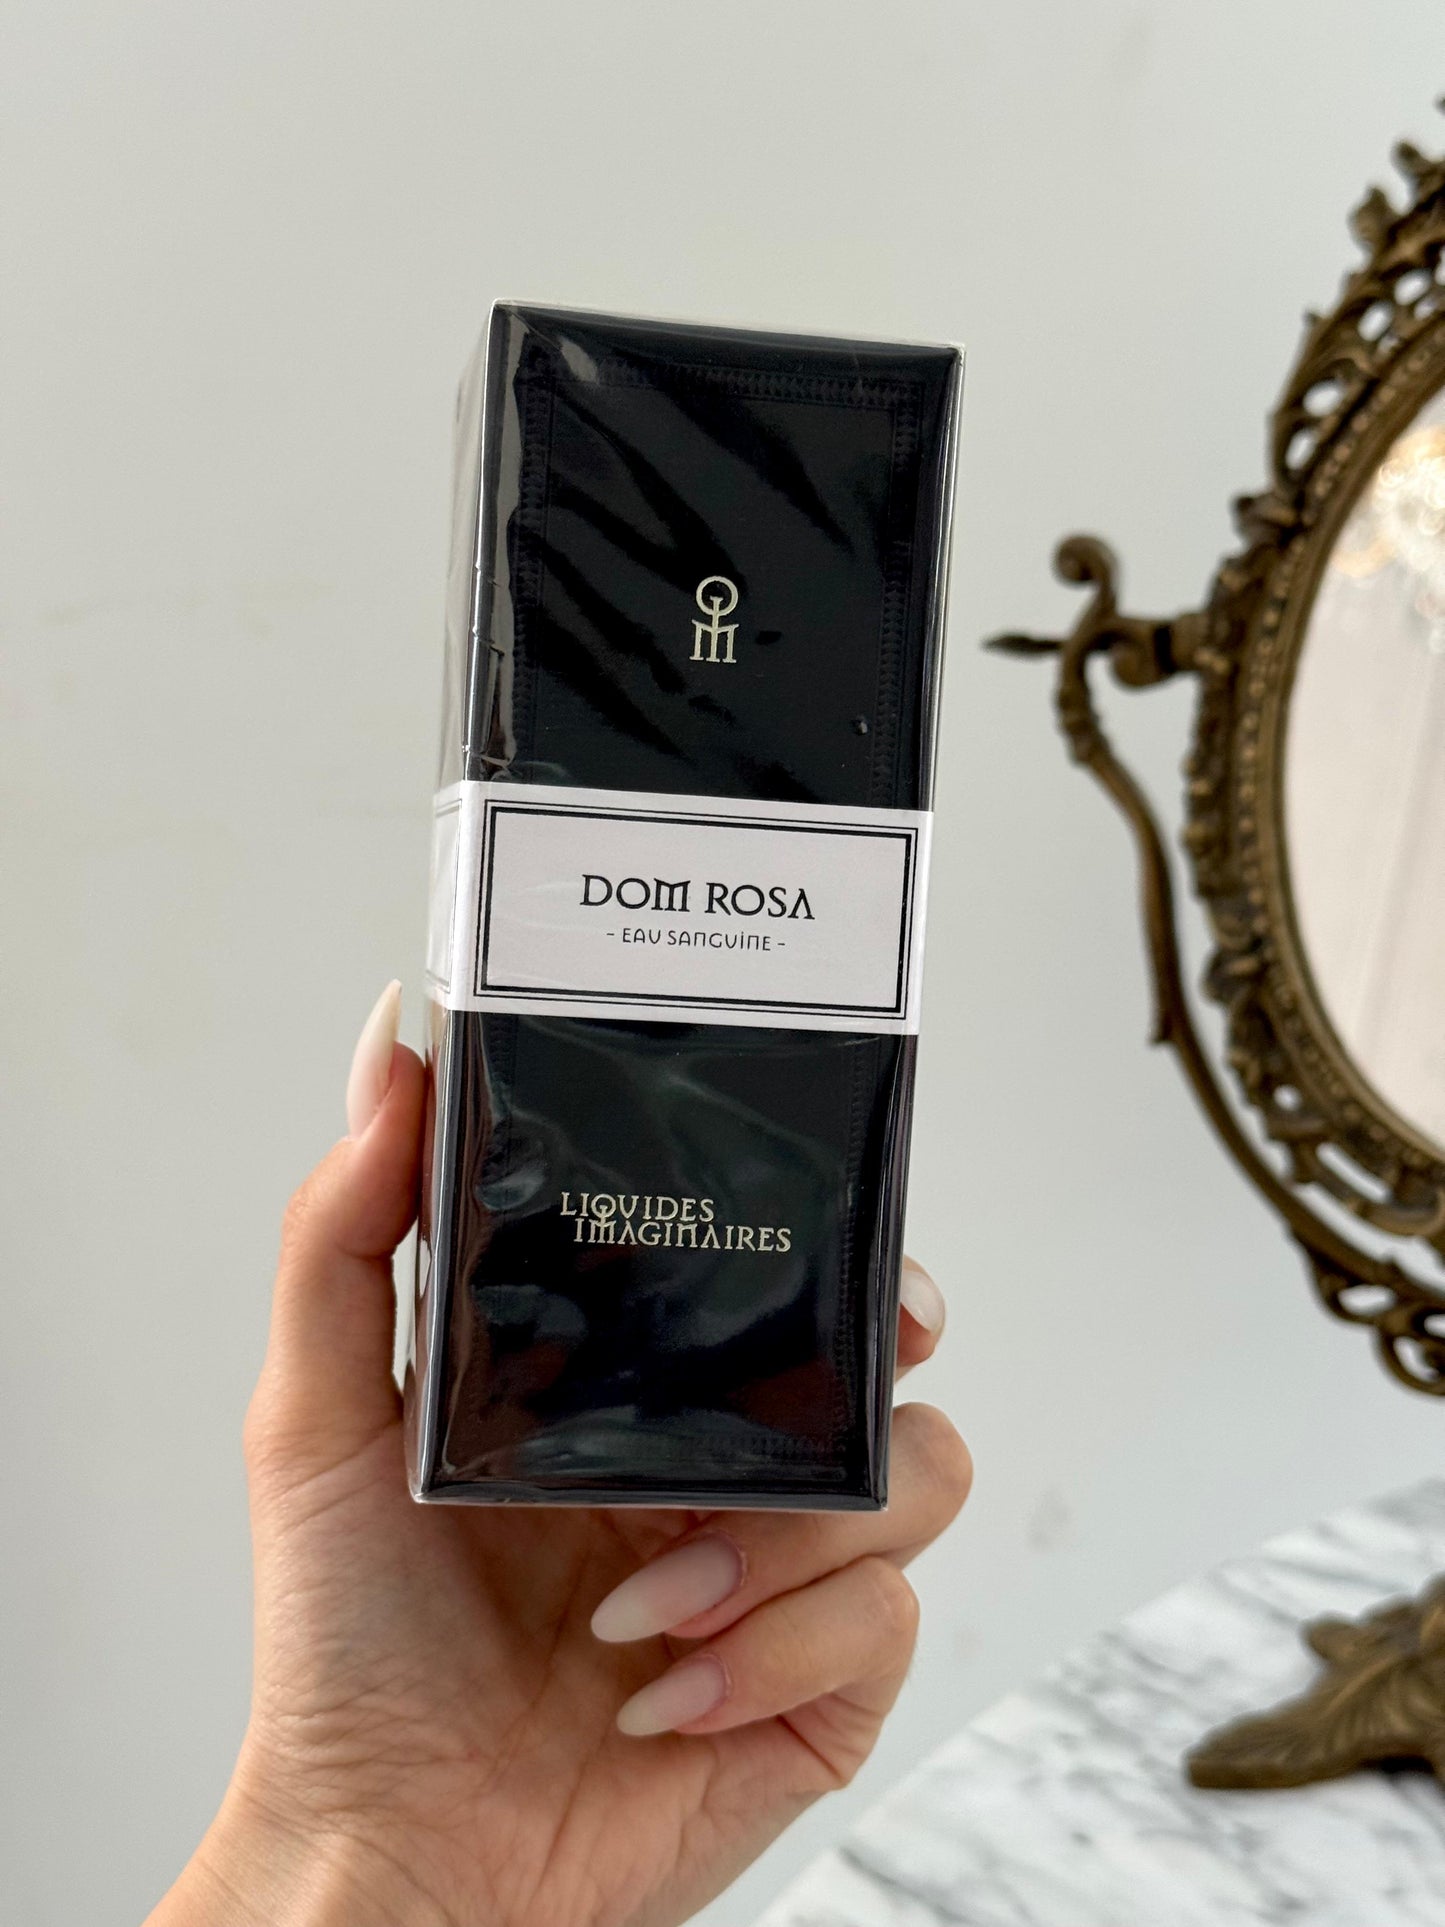 DOM ROSA
- EAU SANGUINE -
LIQUIDES
IMAGINAIRES